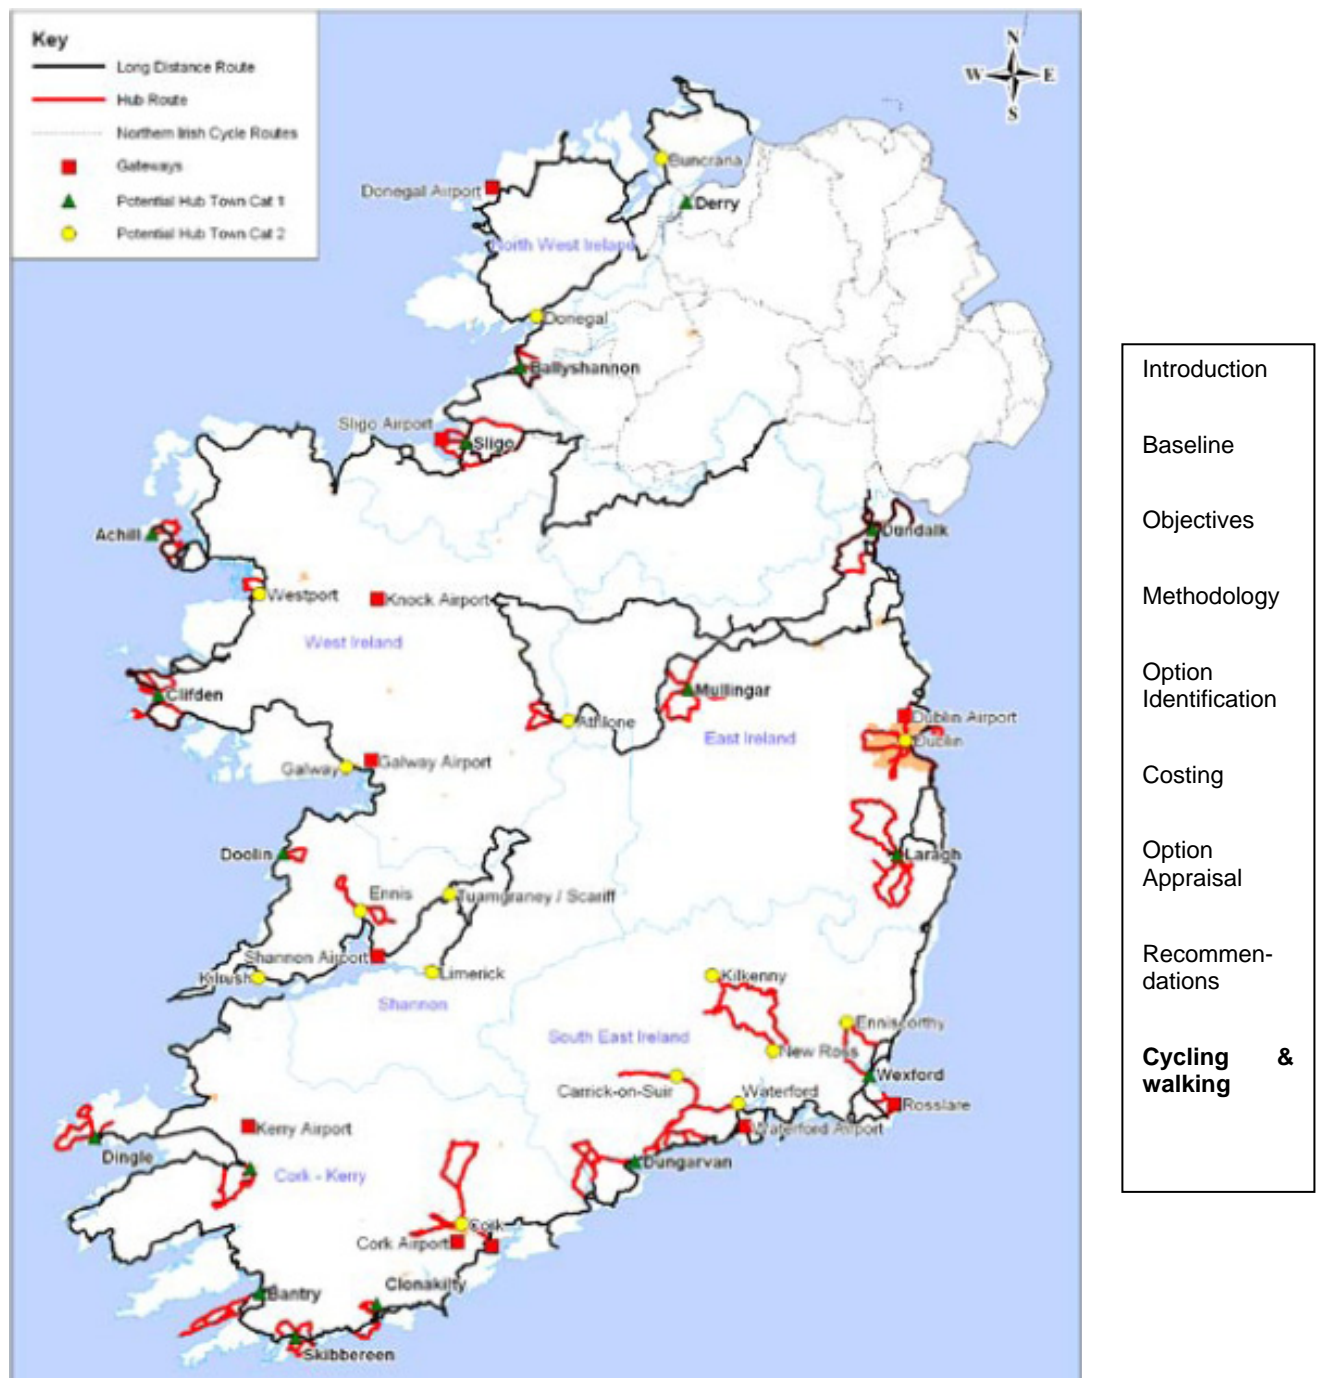 Key
Long Distance Route
Hub Route
Northern Irish Cycle Routes
Gateways
Potential Hub Town Cat 1
Potential Hub Town Cat 2
N
W E
S
Buncrana
Donegal Airport
Derry
North West Ireland
Donegal
Ballyshannon
Sligo Airport
Sligo
Achill
Dundalk
Westport
Knock Airport
West Ireland
Clifden
Mullingar
Athlone
East Ireland
Dublin Airport
Dublin
Galway
Galway Airport
Doolin
Laragh
Ennis
Tuamgraney / Scariff
Shannon Airport
Kilrush
Limerick
Kilkenny
Shannon
Enniscorthy
South East Ireland
New Ross
Wexford
Carrick-on-Suir
Waterford
Rosslare
Kerry Airport
Waterford Airport
Dingle
Dungarvan
Cork - Kerry
Cork
Cork Airport
Clonakilty
Bantry
Skibbereen
Introduction
Baseline
Objectives
Methodology
Option
Identification
Costing
Option
Appraisal
Recommen-
dations
Cycling &
walking